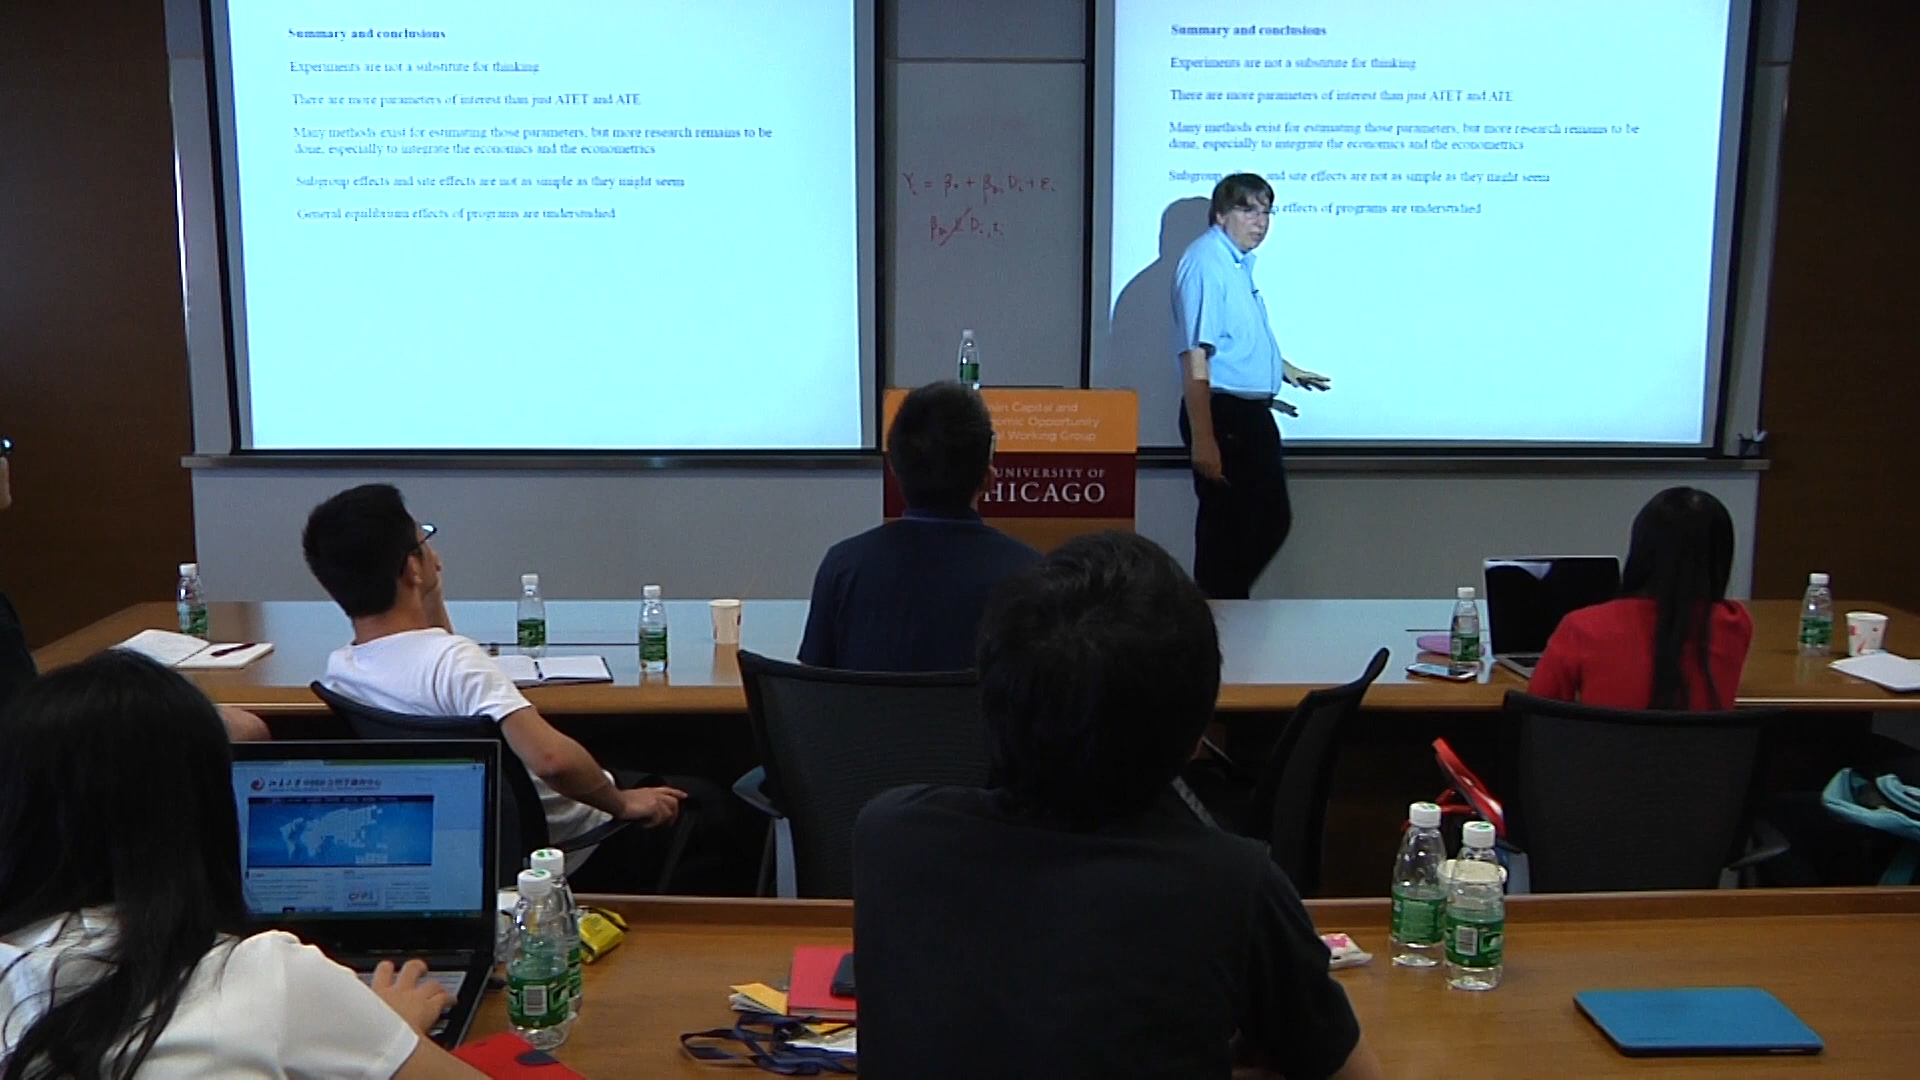 Summary and conclusions
Experiments are not a substitute for thinking
There are more parameters of interest than just ATET and ATE
Many methods exist for estimating those parameters, but more research remains to be
done, especially to integrate the economics and the econometrics
Subgroup effects and site effects are not as simple as they might seem
General equilibrium effects of programs are understudied
Summary and conclusions
Experiments are not a substitute for thinking
There are more parameters of interest than just ATET and ATE
Many methods exist for estimating those parameters, but more research remains to be
done, especially to integrate the economics and the econometrics
Subgroup and site effects are not as simple as they might seem
effects of programs are understudied
Capital and
Opportunity
Working Group
UNIVERSITY OF
HICAGO